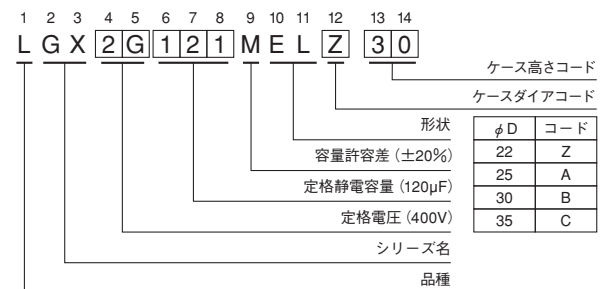 1 2 3 4 5 6 7 8 9 10 11 12 13 14
L G X 2 G 1 2 1 M E L Z 3 0
ケース高さコード
ケースダイアコード
形状
容量許容差 (±20%)
定格静電容量 (120μF)
定格電圧 (400V)
シリーズ名
品種
φD コード
22 Z
25 A
30 B
35 C